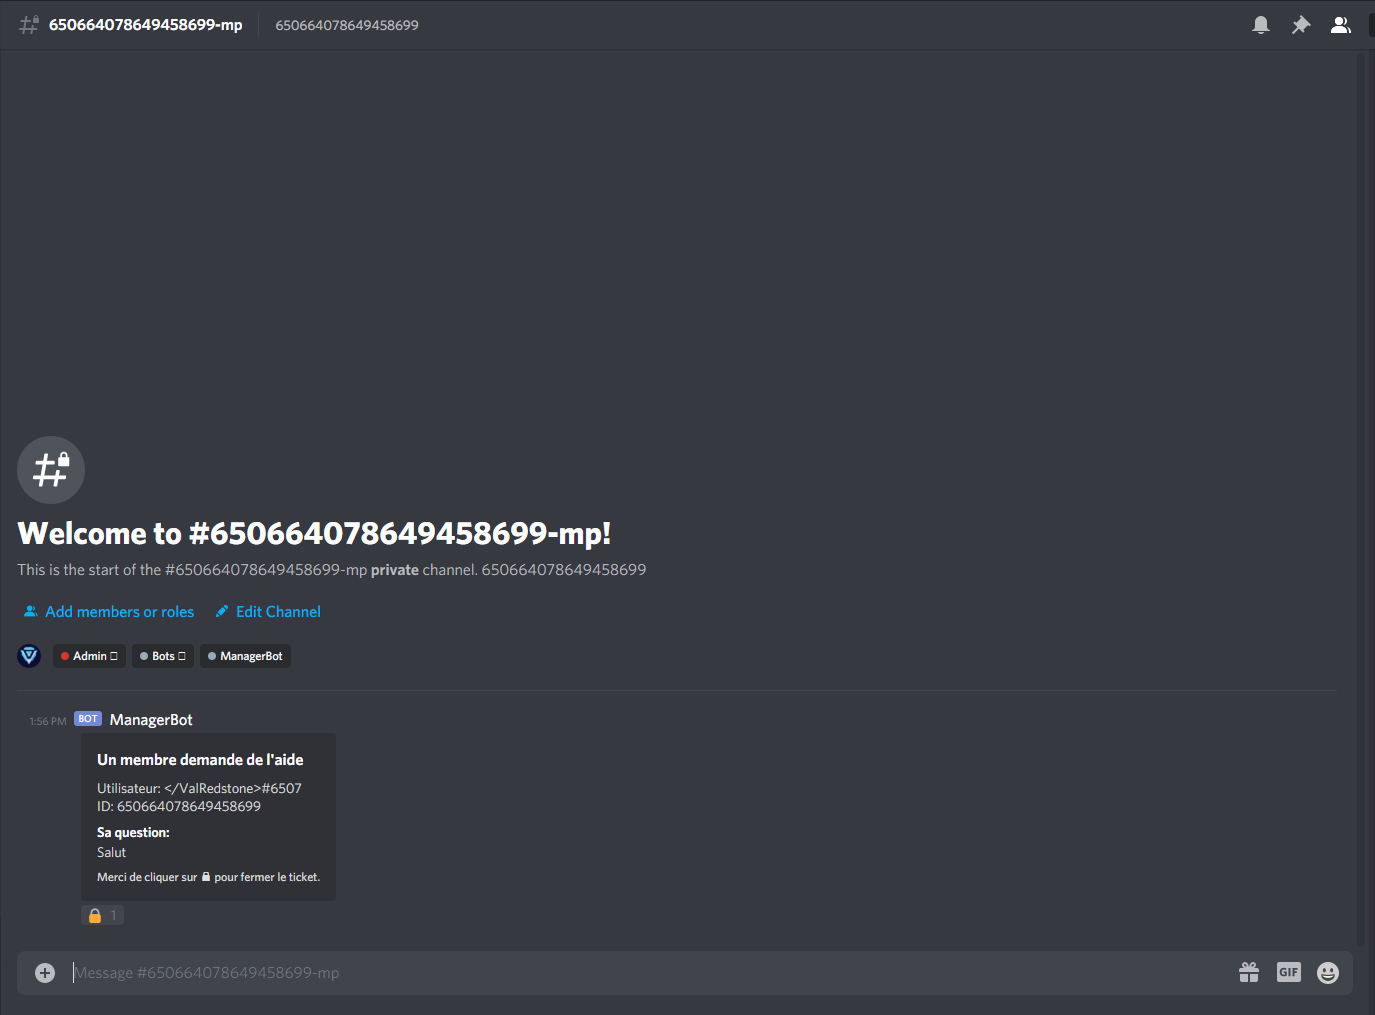 650664078649458699-mp 650664078649458699
Welcome to #650664078649458699-mp!
This is the start of the #650664078649458699-mp private channel. 650664078649458699
Add members or roles Edit Channel
Admin Bots ManagerBot
1:56 PM BOT ManagerBot
Un membre demande de l'aide
Utilisateur: </ValRedstone>#6507
ID: 650664078649458699
Sa question:
Salut
Merci de cliquer sur 🔒 pour fermer le ticket.
🔒 1
Message #650664078649458699-mp GIF